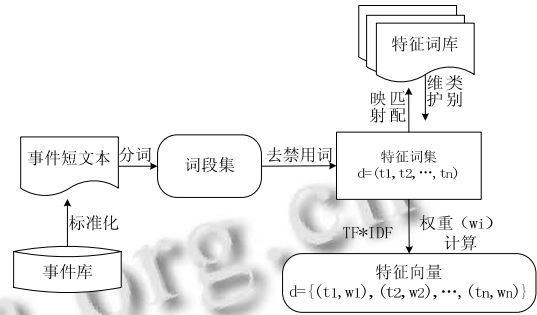 特征词库
映射
匹配
维护
类别
事件短文本
分词
词段集
去禁用词
特征词集
d=(t1,t2,…,tn)
标准化
TF*IDF
权重（wi）
计算
事件库
特征向量
d={(t1,w1),(t2,w2),…,(tn,wn)}
org.cn